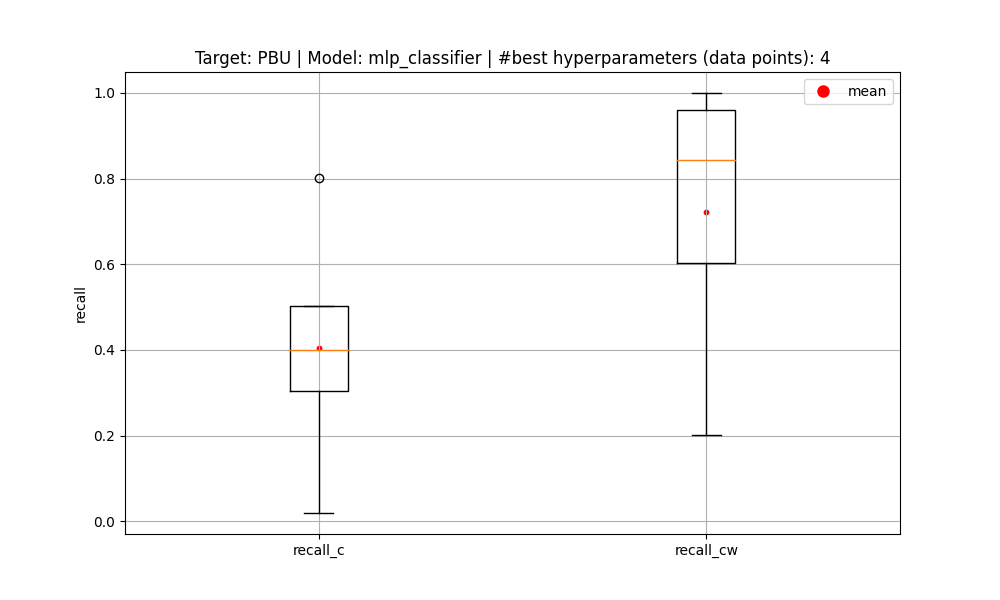 Target: PBU | Model: mlp_classifier | #best hyperparameters (data points): 4
mean
1.0
0.8
0.6
0.4
0.2
0.0
recall
recall_c
recall_cw